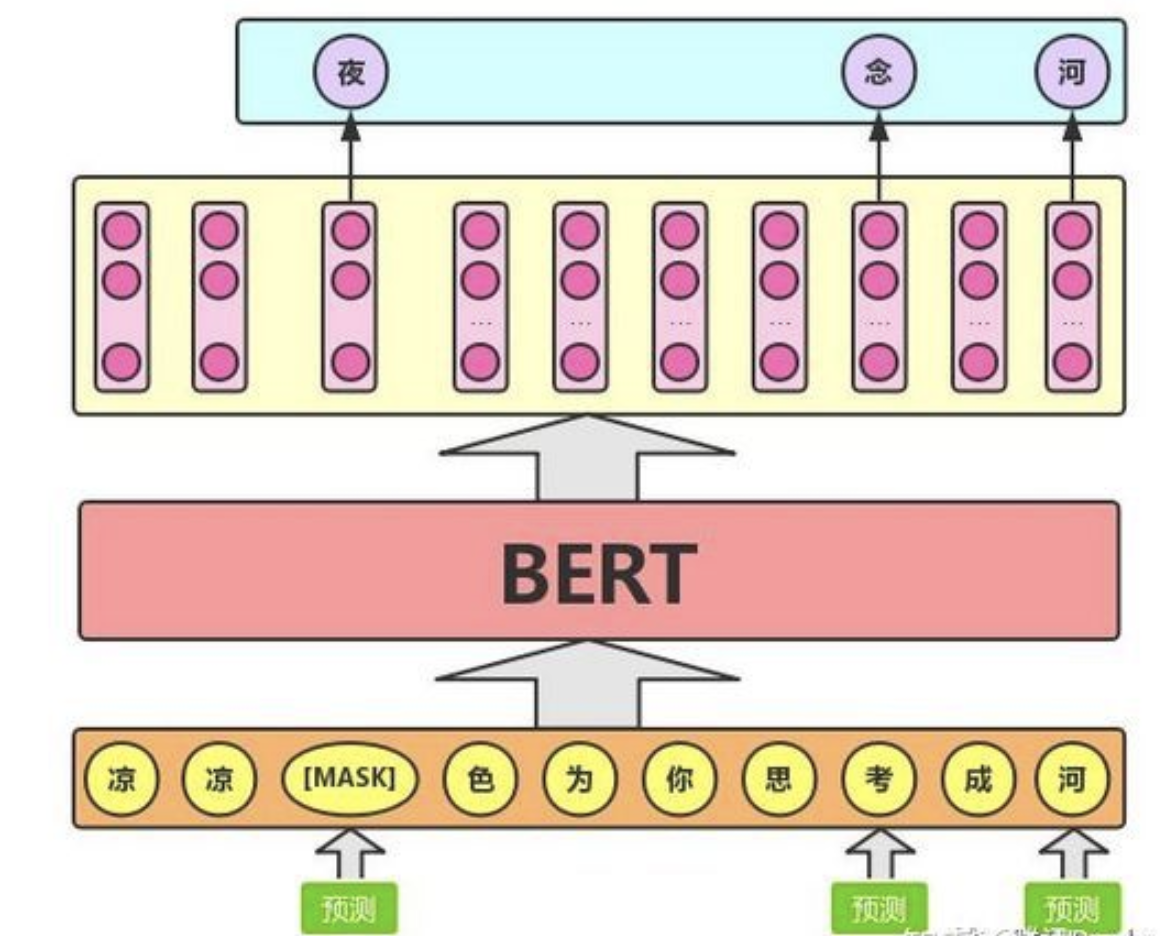 夜 念 河
... ... ... ... ... ... ...
BERT
凉 凉 [MASK] 色 为 你 思 考 成 河
预测 预测 预测